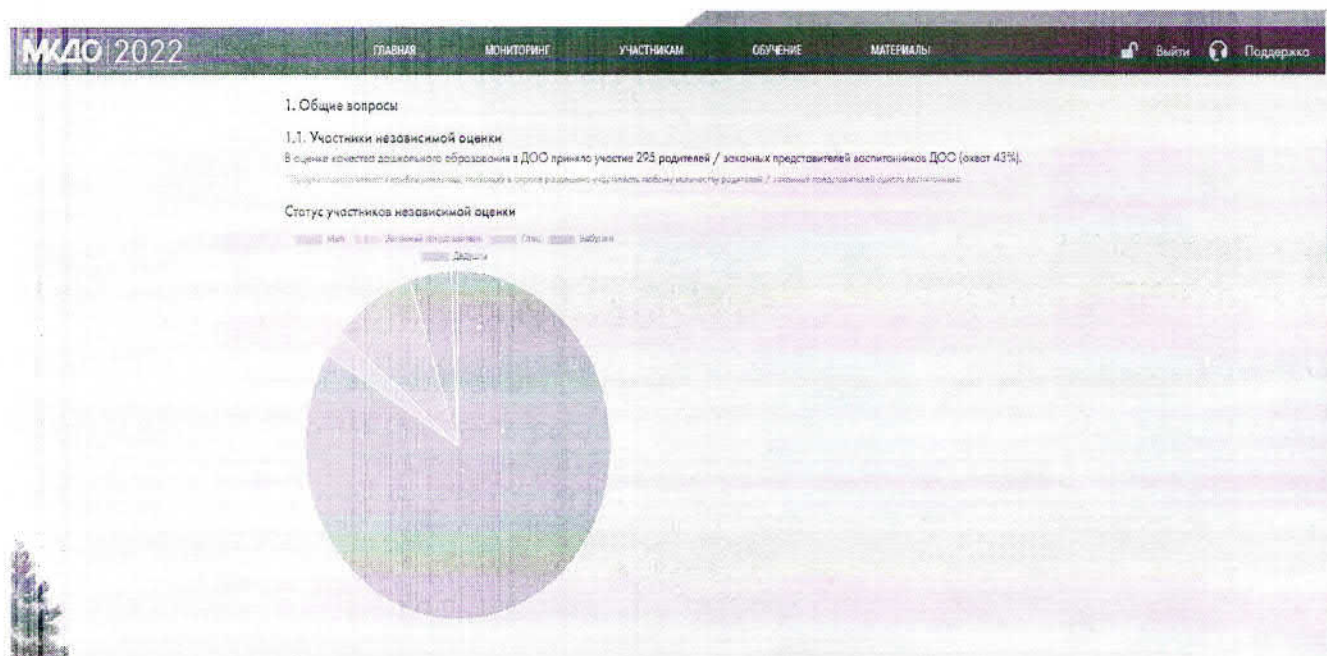 МКДО 2022 ГЛАВНАЯ МОНИТОРИНГ УЧАСТНИКАМ ОБУЧЕНИЕ МАТЕРИАЛЫ Выйти Поддержка
1. Общие вопросы
1.1. Участники независимой оценки
В оценке качества дошкольного образования в ДОО приняло участие 295 родителей / законных представителей воспитанников ДОО (охват 43%).
Статус участников независимой оценки
Мать Законный представитель Отец Бабушка
Дедушка